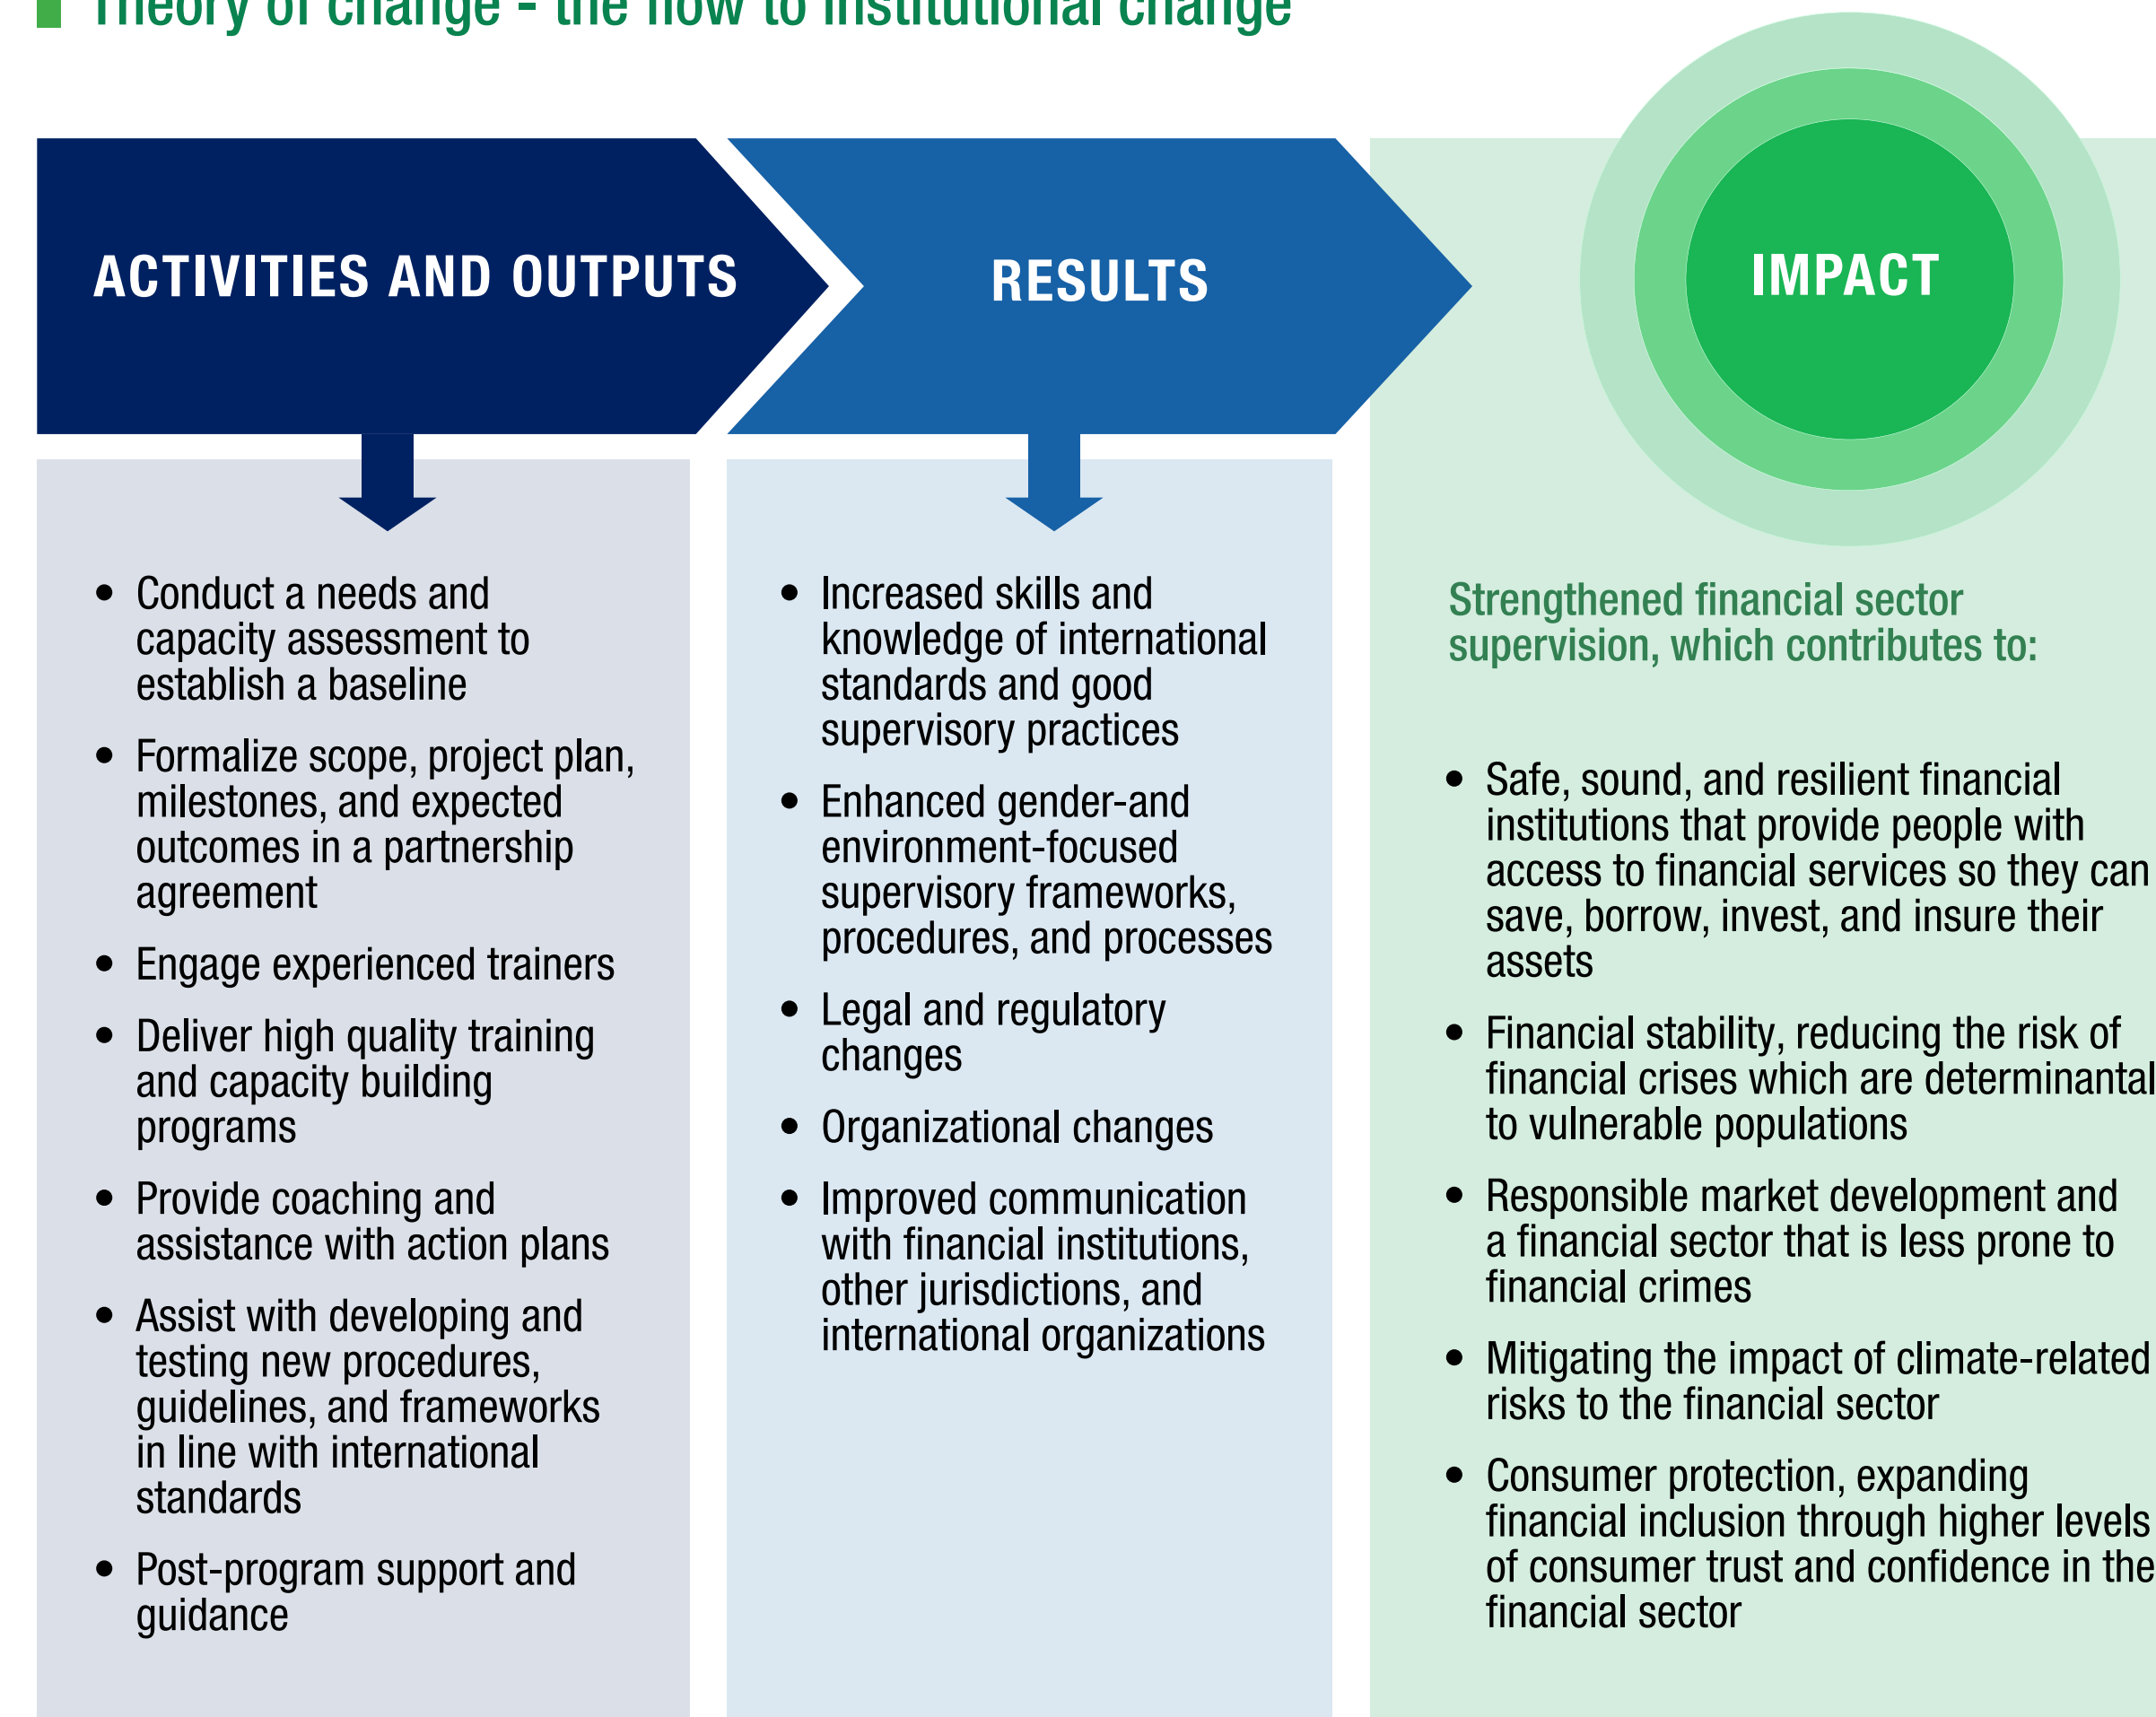 Theory of change - the flow to institutional change
ACTIVITIES AND OUTPUTS
• Conduct a needs and
capacity assessment to
establish a baseline
• Formalize scope, project plan,
milestones, and expected
outcomes in a partnership
agreement
• Engage experienced trainers
• Deliver high quality training
and capacity building
programs
• Provide coaching and
assistance with action plans
• Assist with developing and
testing new procedures,
guidelines, and frameworks
in line with international
standards
• Post-program support and
guidance
RESULTS
• Increased skills and
knowledge of international
standards and good
supervisory practices
• Enhanced gender-and
environment-focused
supervisory frameworks,
procedures, and processes
• Legal and regulatory
changes
• Organizational changes
• Improved communication
with financial institutions,
other jurisdictions, and
international organizations
IMPACT
Strengthened financial sector
supervision, which contributes to:
• Safe, sound, and resilient financial
institutions that provide people with
access to financial services so they can
save, borrow, invest, and insure their
assets
• Financial stability, reducing the risk of
financial crises which are determinantal
to vulnerable populations
• Responsible market development and
a financial sector that is less prone to
financial crimes
• Mitigating the impact of climate-related
risks to the financial sector
• Consumer protection, expanding
financial inclusion through higher levels
of consumer trust and confidence in the
financial sector